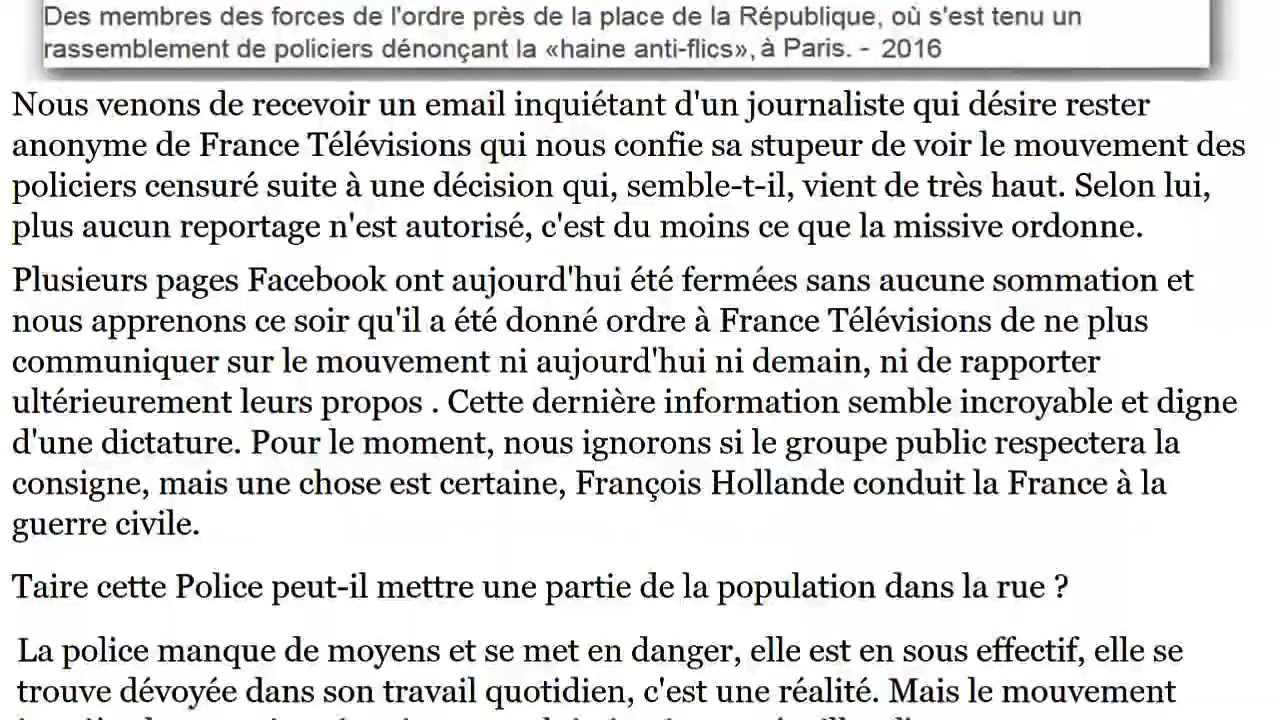 Des membres des forces de l'ordre près de la place de la République, où s'est tenu un
rassemblement de policiers dénonçant la «haine anti-flics», à Paris. - 2016
Nous venons de recevoir un email inquiétant d'un journaliste qui désire rester
anonyme de France Télévisions qui nous confie sa stupeur de voir le mouvement des
policiers censuré suite à une décision qui, semble-t-il, vient de très haut. Selon lui,
plus aucun reportage n'est autorisé, c'est du moins ce que la missive ordonne.
Plusieurs pages Facebook ont aujourd'hui été fermées sans aucune sommation et
nous apprenons ce soir qu'il a été donné ordre à France Télévisions de ne plus
communiquer sur le mouvement ni aujourd'hui ni demain, ni de rapporter
ultérieurement leurs propos . Cette dernière information semble incroyable et digne
d'une dictature. Pour le moment, nous ignorons si le groupe public respectera la
consigne, mais une chose est certaine, François Hollande conduit la France à la
guerre civile.
Taire cette Police peut-il mettre une partie de la population dans la rue ?
La police manque de moyens et se met en danger, elle est en sous effectif, elle se
trouve dévoyée dans son travail quotidien, c'est une réalité. Mais le mouvement